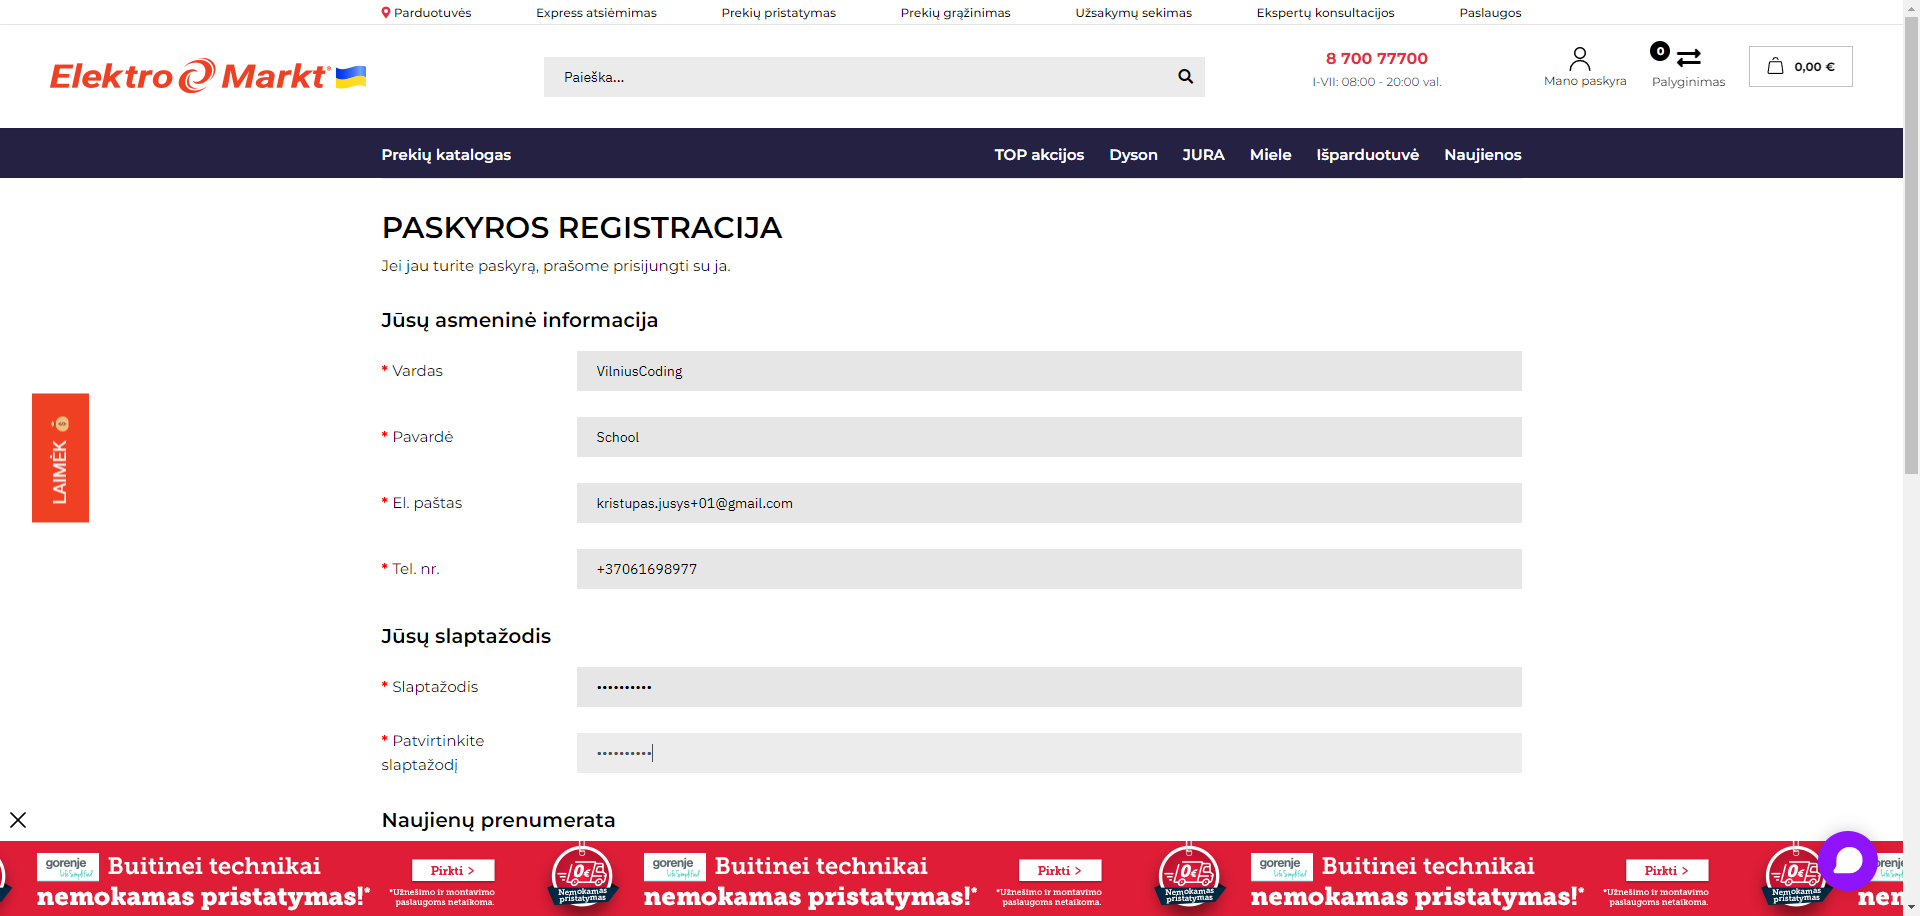 Parduotuvės Express atsiėmimas Prekių pristatymas Prekių grąžinimas Užsakymų sekimas Ekspertų konsultacijos Paslaugos
Elektro Markt
Paieška...
8 700 77700
I-VII: 08:00 - 20:00 val.
Mano paskyra
0
Palyginimas
0,00 €
Prekių katalogas TOP akcijos Dyson JURA Miele Išparduotuvė Naujienos
PASKYROS REGISTRACIJA
Jei jau turite paskyrą, prašome prisijungti su ja.
Jūsų asmeninė informacija
* Vardas VilniusCoding
* Pavardė School
* El. paštas kristupas.jusys+01@gmail.com
* Tel. nr. +37061698977
LAIMĖK
Jūsų slaptažodis
* Slaptažodis ••••••••••
* Patvirtinkite slaptažodį ••••••••••
Naujienų prenumerata
gorenje Life Simplified
Buitinei technikai
nemokamas pristatymas!*
Pirkti >
*Užnešimo ir montavimo
paslaugoms netaikoma.
0€
Nemokamas
pristatymas
gorenje Life Simplified
Buitinei technikai
nemokamas pristatymas!*
Pirkti >
*Užnešimo ir montavimo
paslaugoms netaikoma.
0€
Nemokamas
pristatymas
gorenje Life Simplified
Buitinei technikai
nemokamas pristatymas!*
Pirkti >
*Užnešimo ir montavimo
paslaugoms netaikoma.
0€
Nemokamas
pristatymas